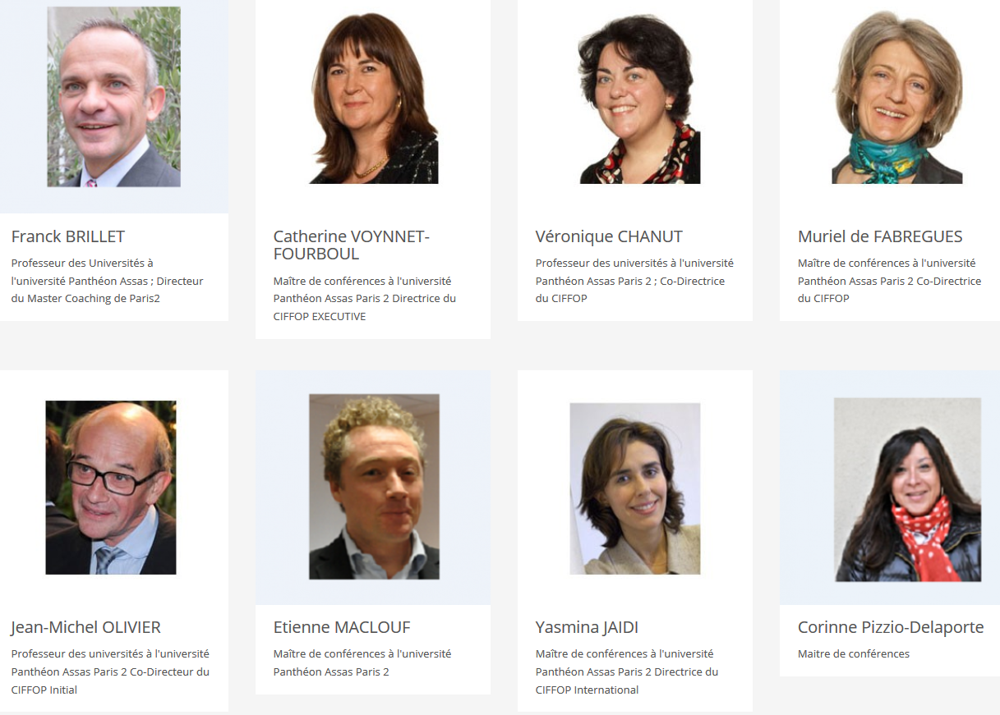 Franck BRILLET
Professeur des Universités à
l'université Panthéon Assas ; Directeur
du Master Coaching de Paris2
Catherine VOYNNET-
FOURBOUL
Maître de conférences à l'université
Panthéon Assas Paris 2 Directrice du
CIFFOP EXECUTIVE
Véronique CHANUT
Professeur des universités à l'université
Panthéon Assas Paris 2 ; Co-Directrice
du CIFFOP
Muriel de FABREGUES
Maître de conférences à l'université
Panthéon Assas Paris 2 Co-Directrice
du CIFFOP
Jean-Michel OLIVIER
Professeur des universités à l'université
Panthéon Assas Paris 2 Co-Directeur du
CIFFOP Initial
Etienne MACLOUF
Maître de conférences à l'université
Panthéon Assas Paris 2
Yasmina JAIDI
Maître de conférences à l'université
Panthéon Assas Paris 2 Directrice du
CIFFOP International
Corinne Pizzio-Delaporte
Maitre de conférences